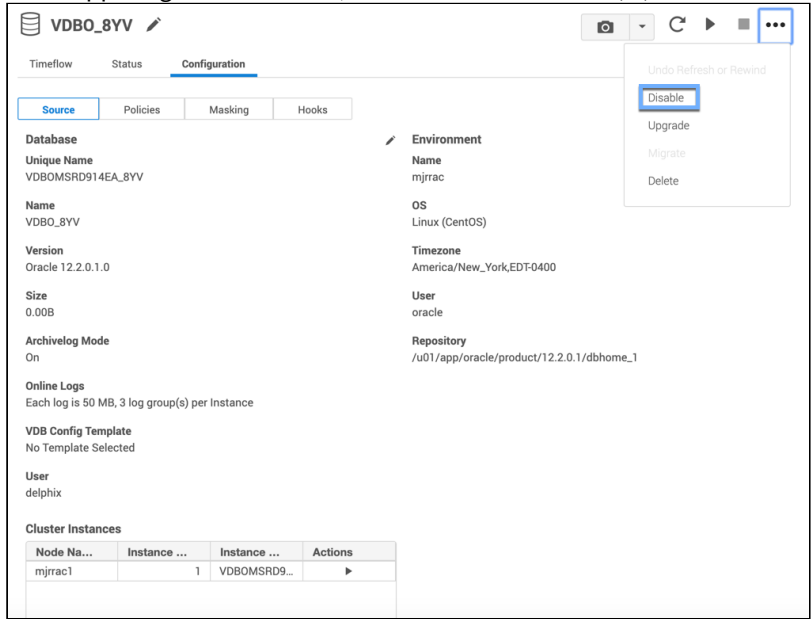 VDBO_8YV
Timeflow Status Configuration
Undo Refresh or Rewind
Disable
Upgrade
Migrate
Delete
Source Policies Masking Hooks
Database
Unique Name
VDBOMSRD914EA_8YV
Name
VDBO_8YV
Version
Oracle 12.2.0.1.0
Size
0.00B
Archivelog Mode
On
Online Logs
Each log is 50 MB, 3 log group(s) per Instance
VDB Config Template
No Template Selected
User
delphix
Environment
Name
mjrrac
OS
Linux (CentOS)
Timezone
America/New_York,EDT-0400
User
oracle
Repository
/u01/app/oracle/product/12.2.0.1/dbhome_1
Cluster Instances
Node Na... Instance ... Instance ... Actions
mjrrac1 1 VDBOMSRD9...